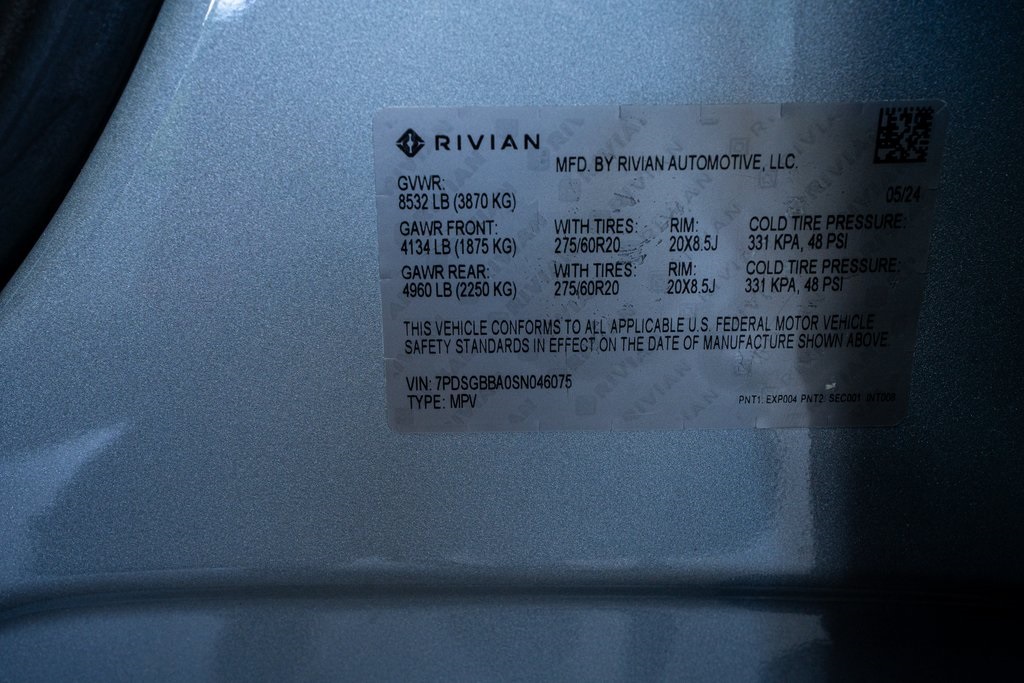 RIVIAN
MFD. BY RIVIAN AUTOMOTIVE, LLC.
GVWR:
8532 LB (3870 KG)
05/24
GAWR FRONT: WITH TIRES: RIM: COLD TIRE PRESSURE:
4134 LB (1875 KG) 275/60R20 20X8.5J 331 KPA, 48 PSI
GAWR REAR: WITH TIRES: RIM: COLD TIRE PRESSURE:
4960 LB (2250 KG) 275/60R20 20X8.5J 331 KPA, 48 PSI
THIS VEHICLE CONFORMS TO ALL APPLICABLE U.S. FEDERAL MOTOR VEHICLE
SAFETY STANDARDS IN EFFECT ON THE DATE OF MANUFACTURE SHOWN ABOVE.
VIN: 7PDSGBBA0SN046075
TYPE: MPV
PNT1: EXP004 PNT2: SEC001